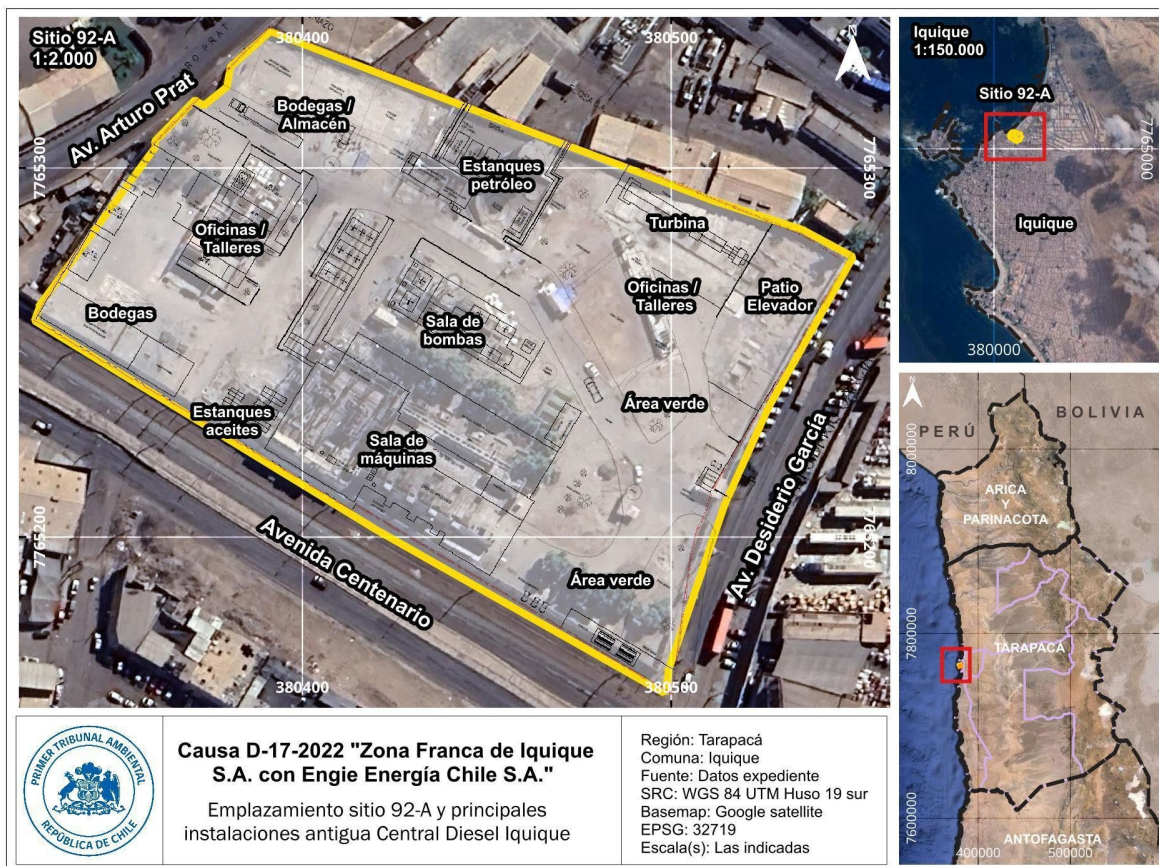 Sitio 92-A
1:2.000
Av. Arturo Prat
380400
380500
Bodegas /
Almacén
7765300
7765300
Estanques
petróleo
Turbina
Oficinas /
Talleres
Oficinas /
Talleres
Patio
Elevador
Bodegas
Sala de
bombas
Área verde
Estanques
aceites
Sala de
máquinas
Av. Desiderio García
7765200
7765200
Avenida Centenario
Área verde
380400
380500
Iquique
1:150.000
Sitio 92-A
7765000
Iquique
380000
BOLIVIA
PERÚ
8000000
ARICA
Y
PARINACOTA
7800000
TARAPACÁ
7600000
ANTOFAGASTA
400000
500000
PRIMER TRIBUNAL AMBIENTAL
REPÚBLICA DE CHILE
Causa D-17-2022 "Zona Franca de Iquique
S.A. con Engie Energía Chile S.A."
Emplazamiento sitio 92-A y principales
instalaciones antigua Central Diesel Iquique
Región: Tarapacá
Comuna: Iquique
Fuente: Datos expediente
SRC: WGS 84 UTM Huso 19 sur
Basemap: Google satellite
EPSG: 32719
Escala(s): Las indicadas